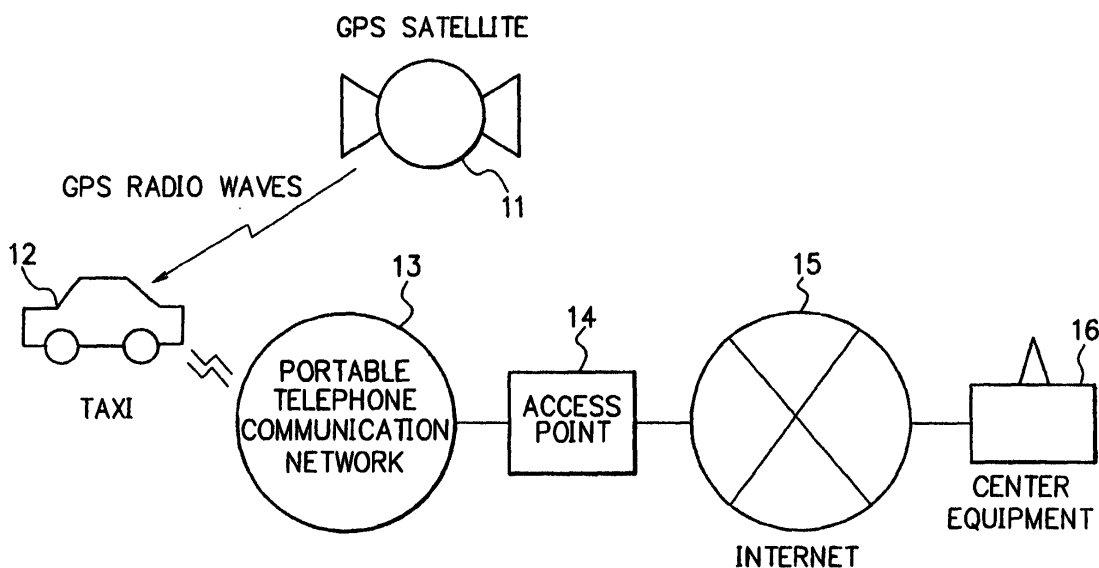 GPS SATELLITE
11
GPS RADIO WAVES
12
TAXI
13
PORTABLE
TELEPHONE
COMMUNICATION
NETWORK
14
ACCESS
POINT
15
INTERNET
16
CENTER
EQUIPMENT